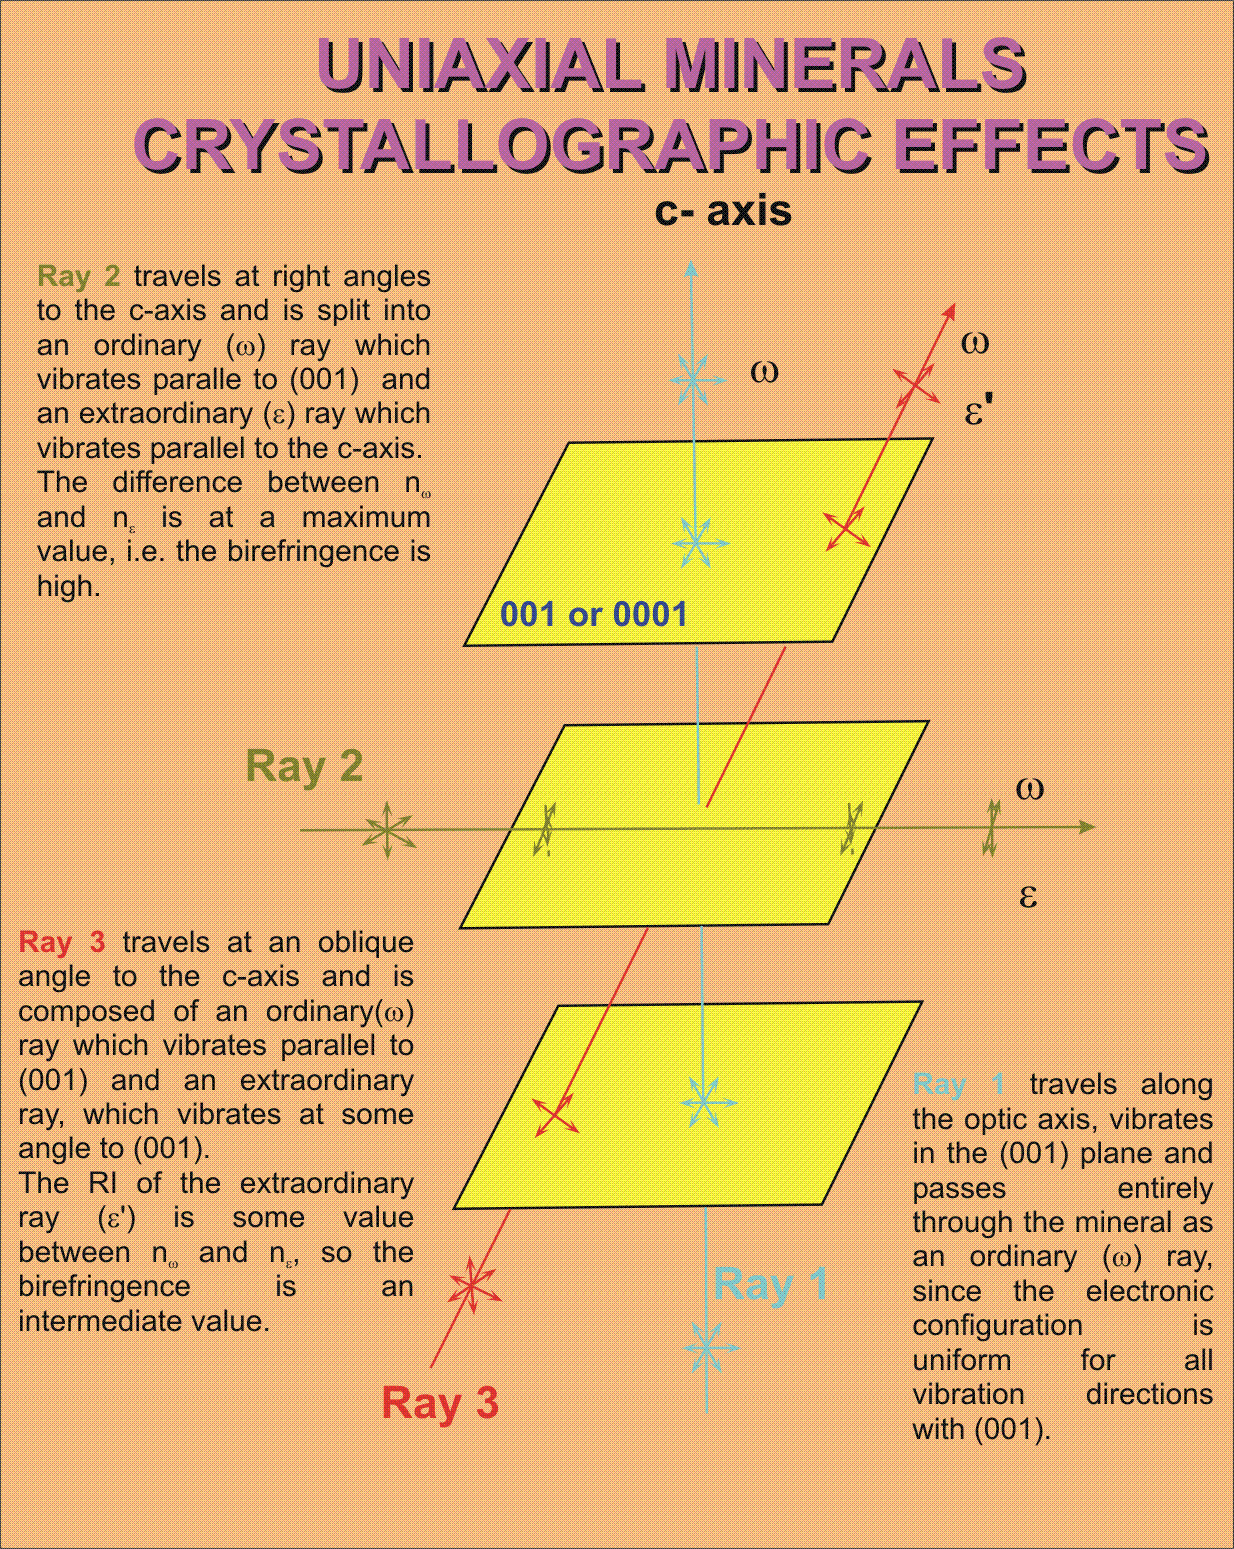 UNIAXIAL MINERALS
CRYSTALLOGRAPHIC EFFECTS
c- axis
Ray 2 travels at right angles
to the c-axis and is split into
an ordinary (ω) ray which
vibrates paralle to (001) and
an extraordinary (ε) ray which
vibrates parallel to the c-axis.
The difference between nω
and nε is at a maximum
value, i.e. the birefringence is
high.
ω
ω
ε'
001 or 0001
Ray 2
ω
ε
Ray 3 travels at an oblique
angle to the c-axis and is
composed of an ordinary(ω)
ray which vibrates parallel to
(001) and an extraordinary
ray, which vibrates at some
angle to (001).
The RI of the extraordinary
ray (ε') is some value
between nω and nε, so the
birefringence is an
intermediate value.
Ray 1 travels along
the optic axis, vibrates
in the (001) plane and
passes entirely
through the mineral as
an ordinary (ω) ray,
since the electronic
configuration is
uniform for all
vibration directions
with (001).
Ray 1
Ray 3